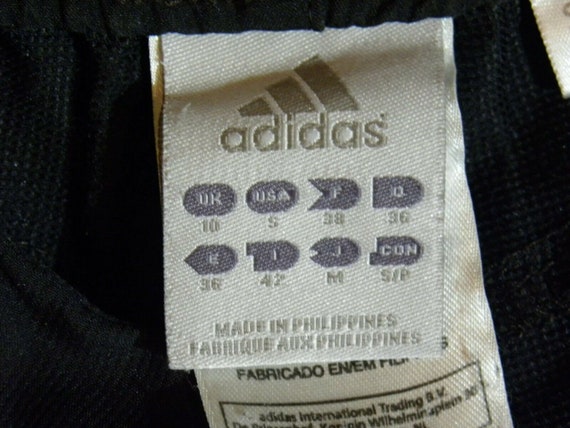 adidas
UK USA F D
10 S 38 36
E I J CDN
36 42 M S/P
MADE IN PHILIPPINES
FABRIQUE AUX PHILIPPINES
FABRICADO EN/EM
adidas International Trading B.V.